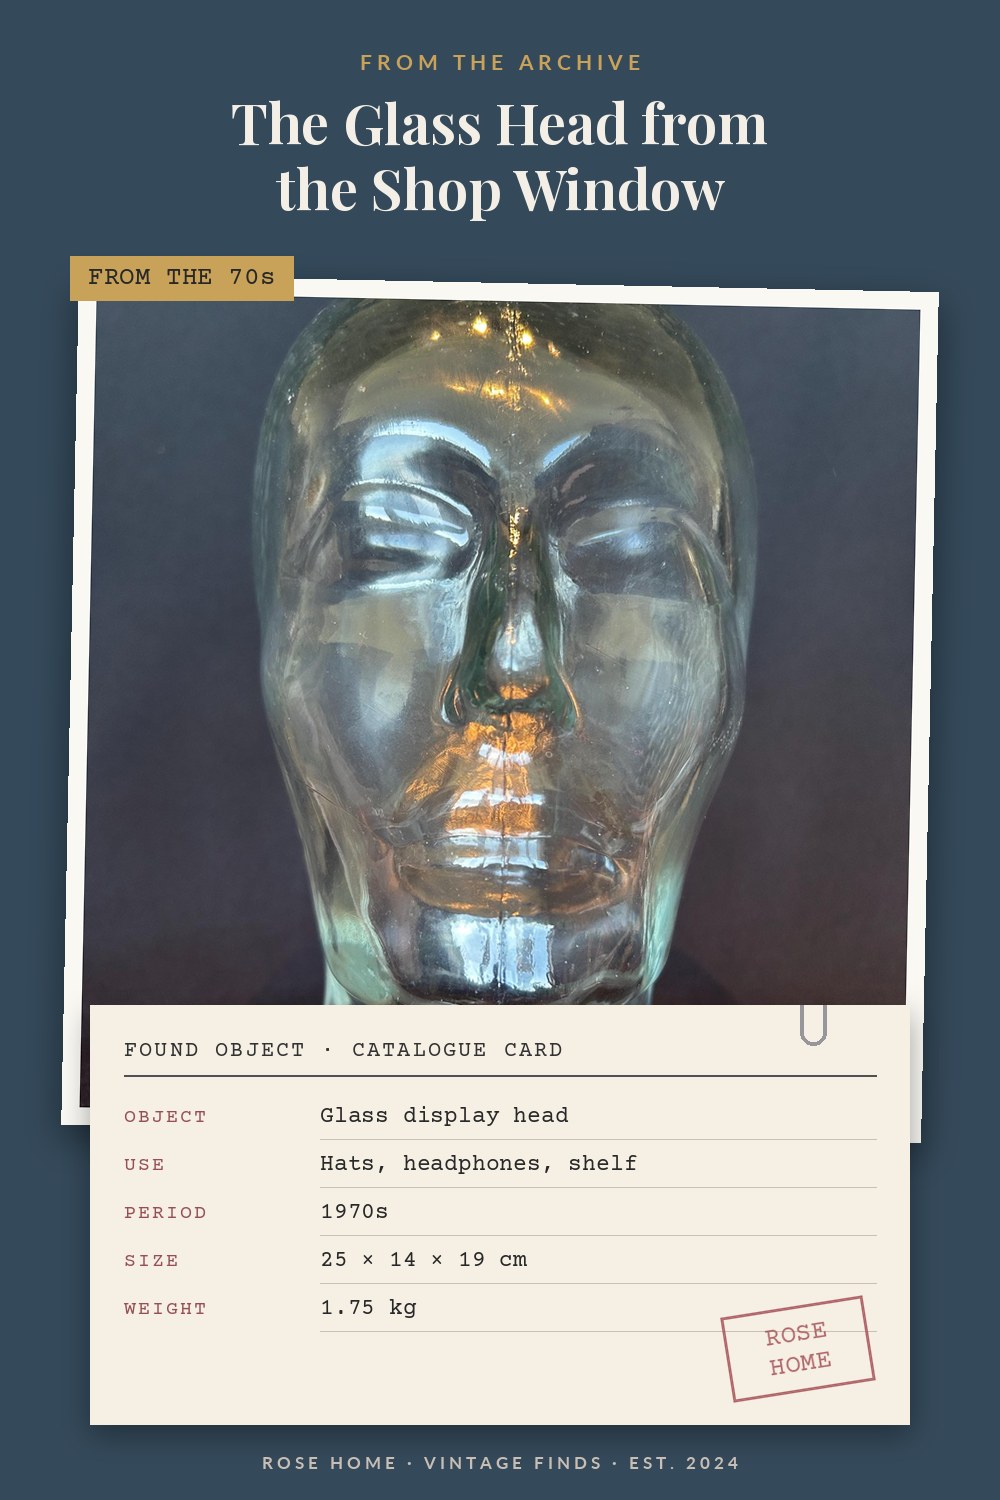 FROM THE ARCHIVE
The Glass Head from
the Shop Window
FROM THE 70s
FOUND OBJECT · CATALOGUE CARD
OBJECT Glass display head
USE Hats, headphones, shelf
PERIOD 1970s
SIZE 25 × 14 × 19 cm
WEIGHT 1.75 kg
ROSE
HOME
ROSE HOME · VINTAGE FINDS · EST. 2024